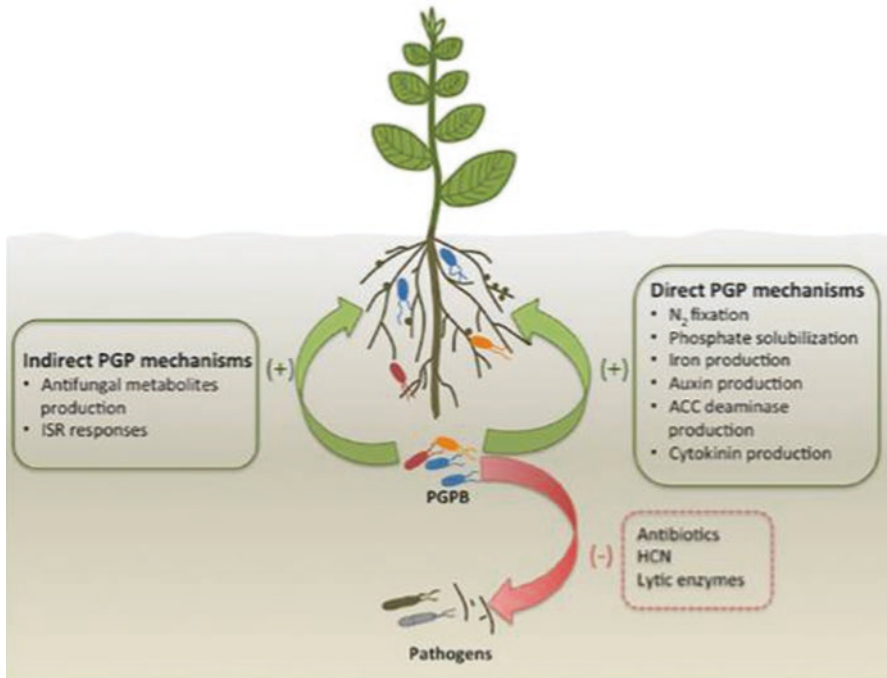 Indirect PGP mechanisms
• Antifungal metabolites
production
• ISR responses
(+)
Direct PGP mechanisms
• N2 fixation
• Phosphate solubilization
• Iron production
• Auxin production
• ACC deaminase
production
• Cytokinin production
(+)
PGPB
(-)
Antibiotics
HCN
Lytic enzymes
Pathogens